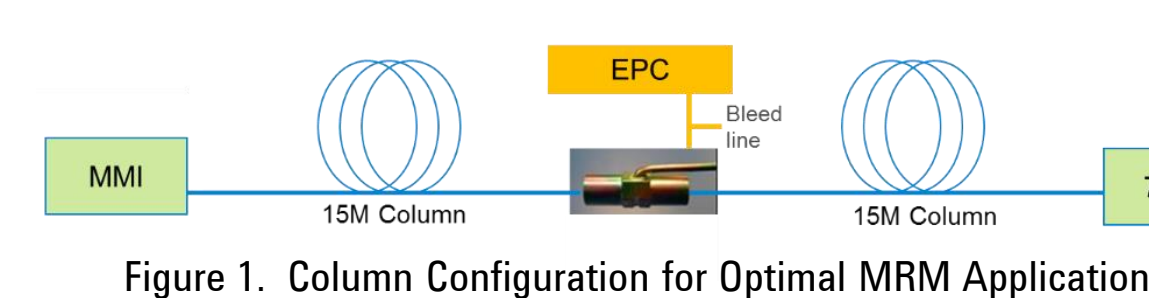 EPC
Bleed
line
MMI
15M Column
15M Column
Figure 1. Column Configuration for Optimal MRM Application